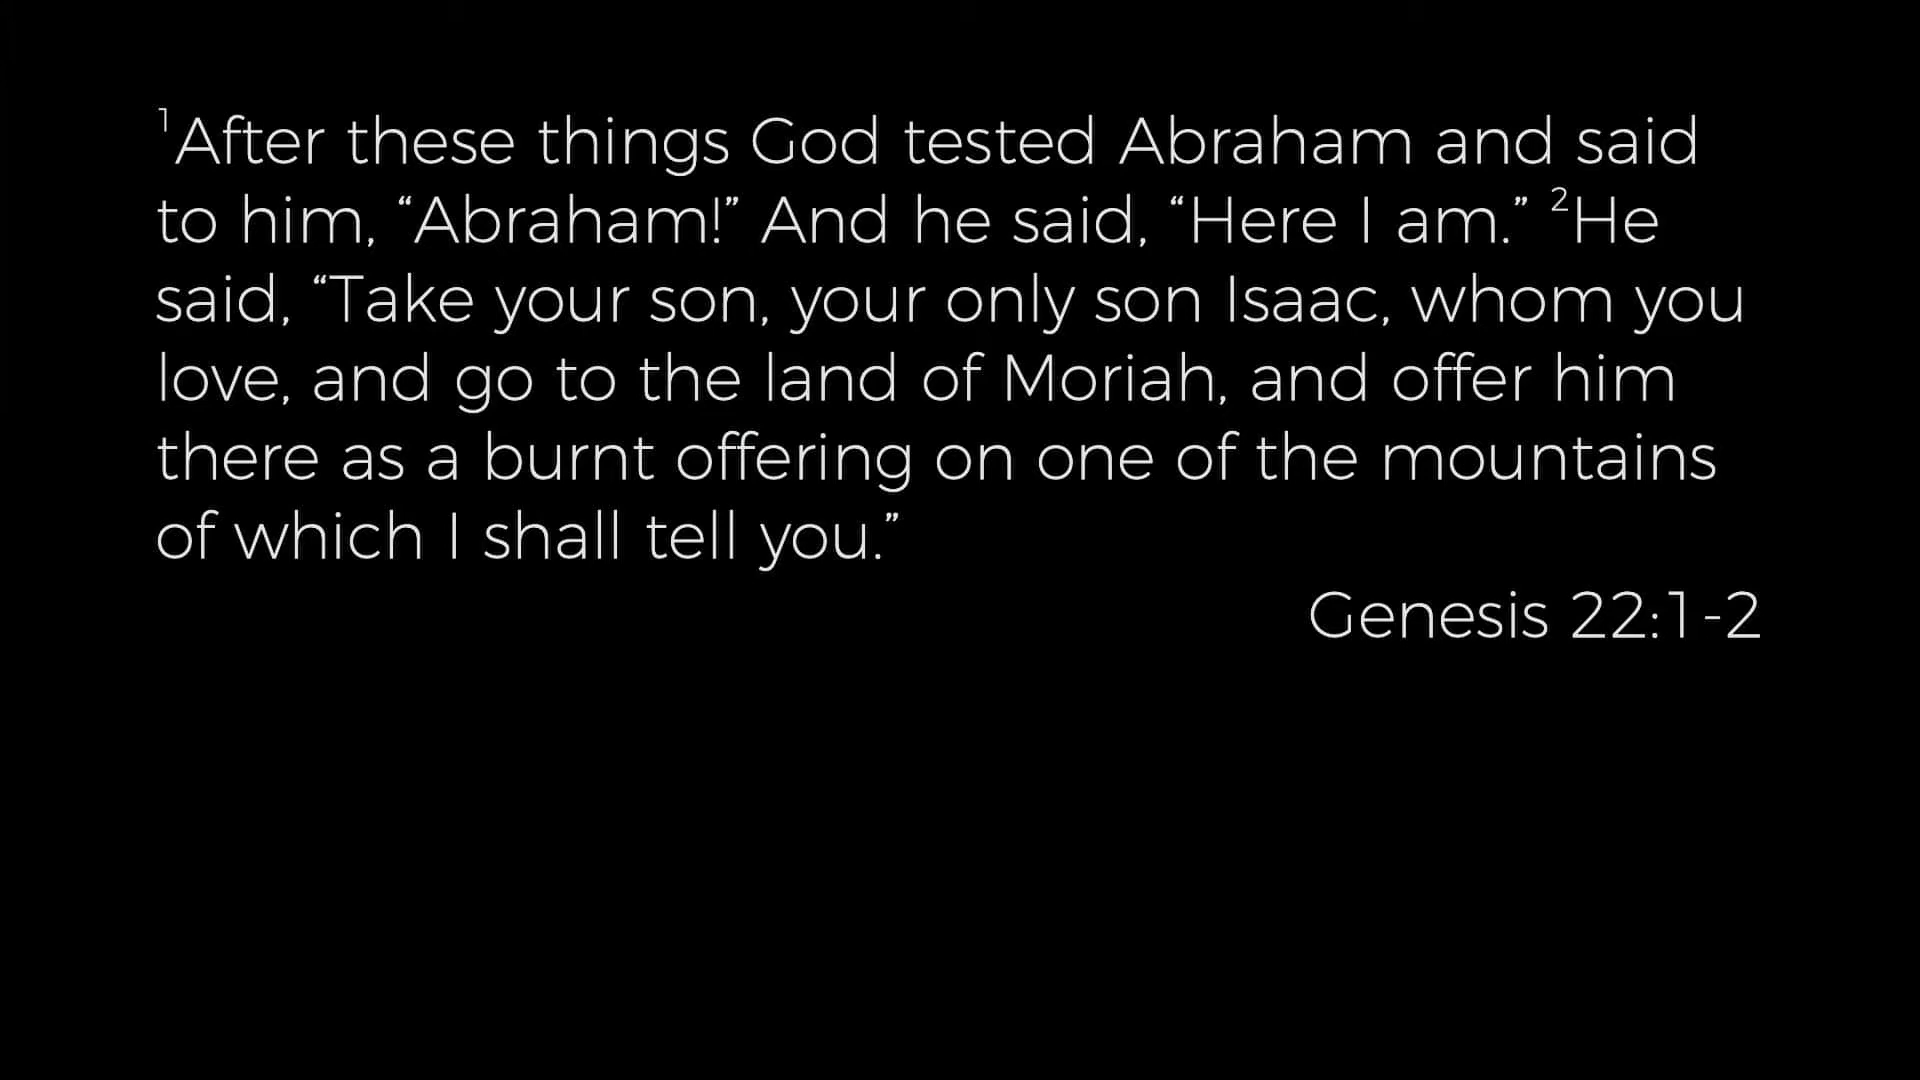 ¹After these things God tested Abraham and said
to him, “Abraham!” And he said, “Here I am.” ²He
said, “Take your son, your only son Isaac, whom you
love, and go to the land of Moriah, and offer him
there as a burnt offering on one of the mountains
of which I shall tell you.”
Genesis 22:1-2